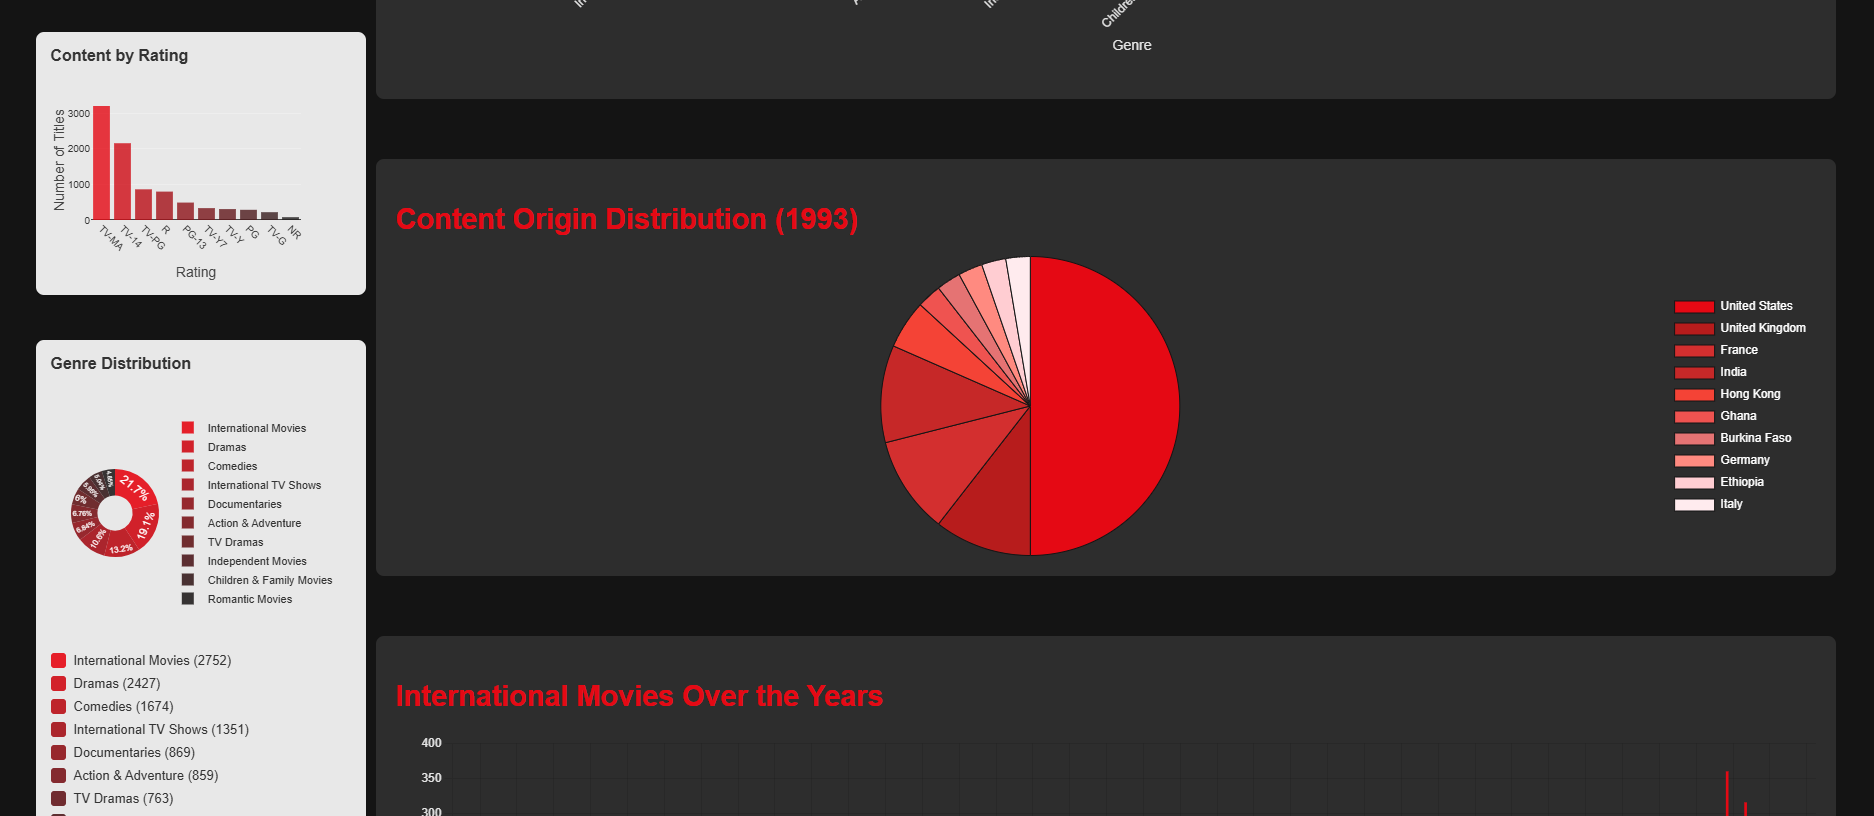 Genre
Content by Rating
Number of Titles
3000
2000
1000
0
TV-MA
TV-14
TV-PG
R
PG-13
TV-Y7
TV-Y
PG
TV-G
NR
Rating
Content Origin Distribution (1993)
United States
United Kingdom
France
India
Hong Kong
Ghana
Burkina Faso
Germany
Ethiopia
Italy
Genre Distribution
21.7%
19.1%
13.2%
10.6%
6.84%
6.76%
6%
5.95%
International Movies
Dramas
Comedies
International TV Shows
Documentaries
Action & Adventure
TV Dramas
Independent Movies
Children & Family Movies
Romantic Movies
International Movies (2752)
Dramas (2427)
Comedies (1674)
International TV Shows (1351)
Documentaries (869)
Action & Adventure (859)
TV Dramas (763)
International Movies Over the Years
400
350
300